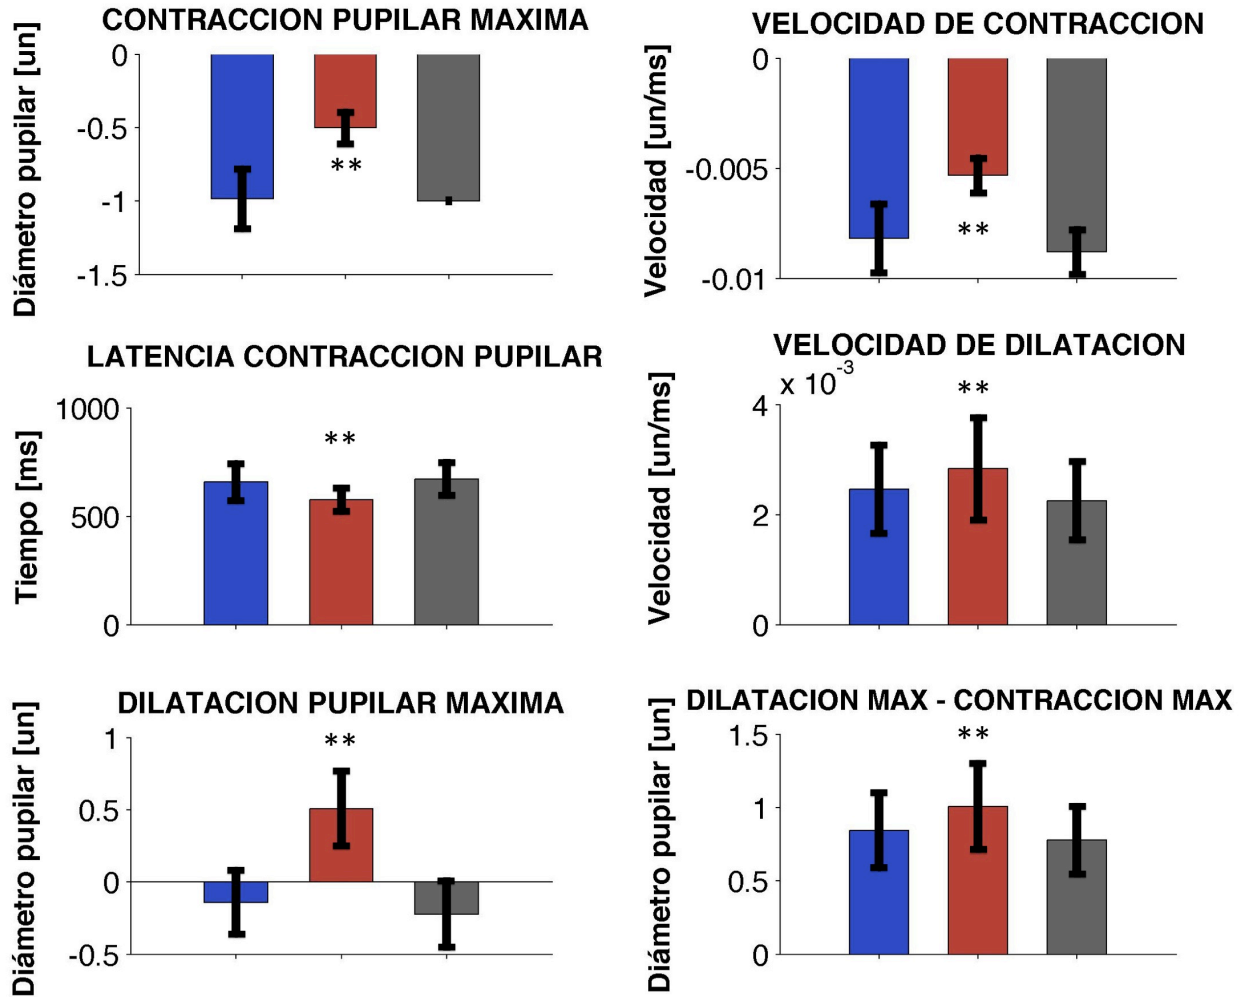 CONTRACCION PUPILAR MAXIMA
Diámetro pupilar [un]
0
-0.5
-1
-1.5
**
VELOCIDAD DE CONTRACCION
Velocidad [un/ms]
0
-0.005
-0.01
**
LATENCIA CONTRACCION PUPILAR
Tiempo [ms]
1000
500
0
**
VELOCIDAD DE DILATACION
x 10-3
Velocidad [un/ms]
4
2
0
**
DILATACION PUPILAR MAXIMA
Diámetro pupilar [un]
1
0.5
0
-0.5
**
DILATACION MAX - CONTRACCION MAX
Diámetro pupilar [un]
1.5
1
0.5
0
**